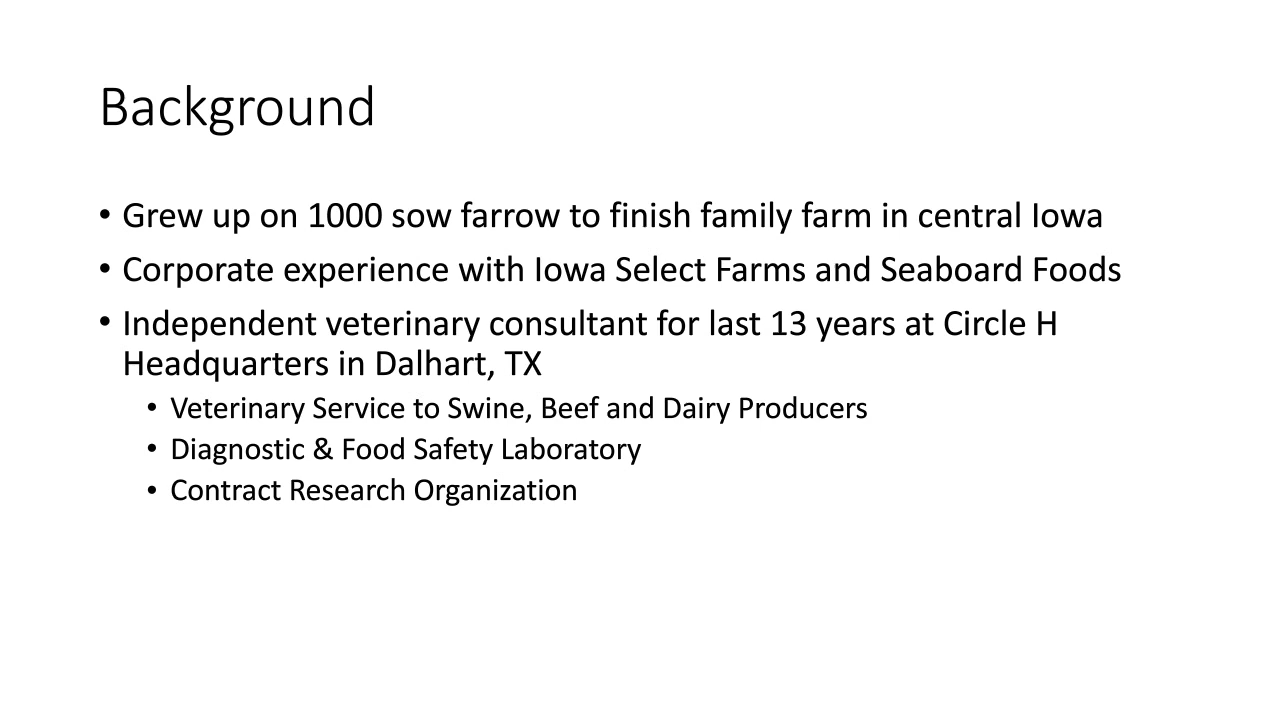 Background
• Grew up on 1000 sow farrow to finish family farm in central Iowa
• Corporate experience with Iowa Select Farms and Seaboard Foods
• Independent veterinary consultant for last 13 years at Circle H
Headquarters in Dalhart, TX
• Veterinary Service to Swine, Beef and Dairy Producers
• Diagnostic & Food Safety Laboratory
• Contract Research Organization